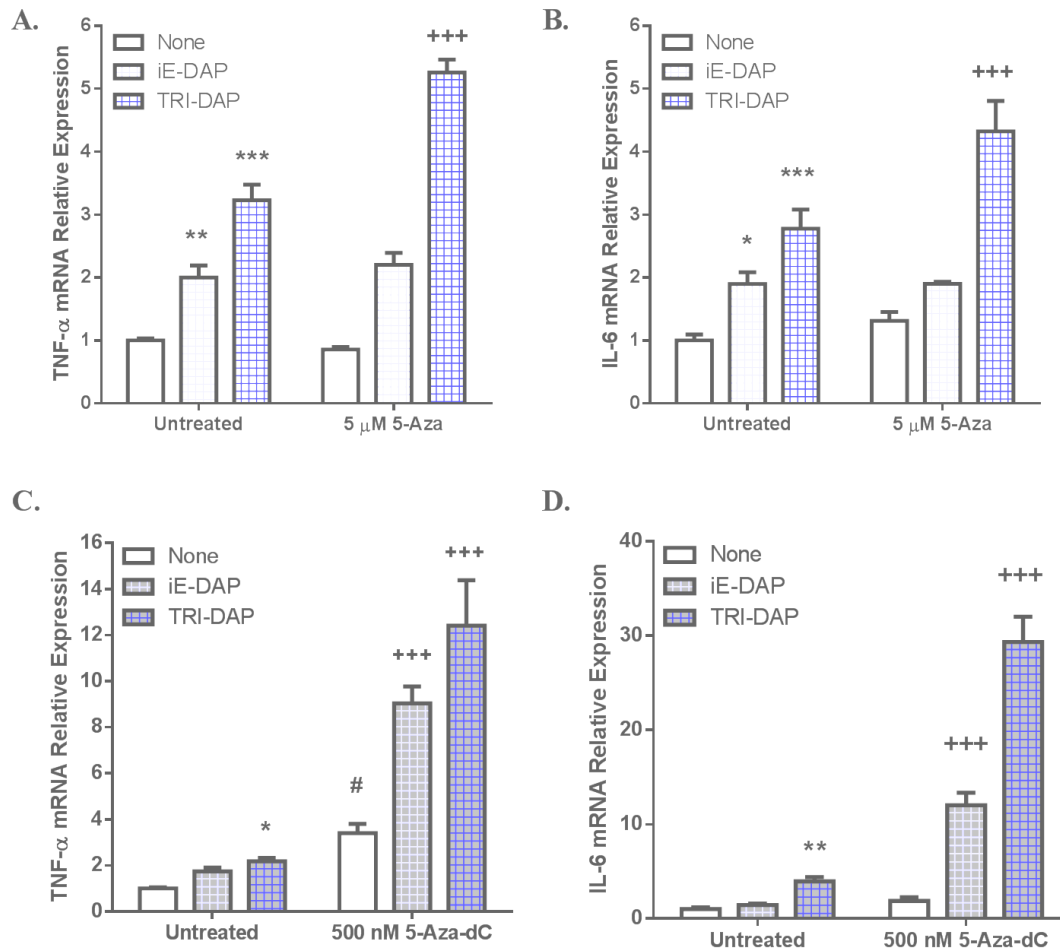 A.
TNF-α mRNA Relative Expression
6
5
4
3
2
1
0
None
iE-DAP
TRI-DAP
**
***
+++
Untreated
5 μM 5-Aza
B.
IL-6 mRNA Relative Expression
6
5
4
3
2
1
0
None
iE-DAP
TRI-DAP
*
***
+++
Untreated
5 μM 5-Aza
C.
TNF-α mRNA Relative Expression
16
14
12
10
8
6
4
2
0
None
iE-DAP
TRI-DAP
*
#
+++
+++
Untreated
500 nM 5-Aza-dC
D.
IL-6 mRNA Relative Expression
40
30
20
10
0
None
iE-DAP
TRI-DAP
**
+++
+++
Untreated
500 nM 5-Aza-dC